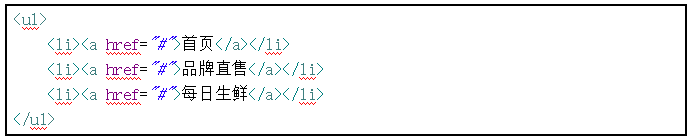 <ul>
<li><a href="#">首页</a></li>
<li><a href="#">品牌直售</a></li>
<li><a href="#">每日生鲜</a></li>
</ul>